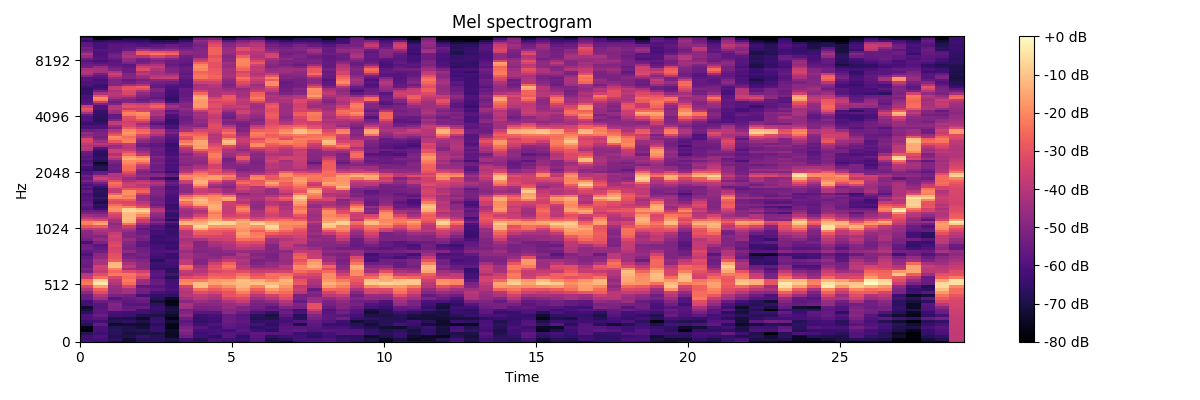 Mel spectrogram
+0 dB
8192
-10 dB
4096
-20 dB
-30 dB
2048
-40 dB
Hz
1024
-50 dB
-60 dB
512
-70 dB
0
-80 dB
0 5 10 15 20 25
Time